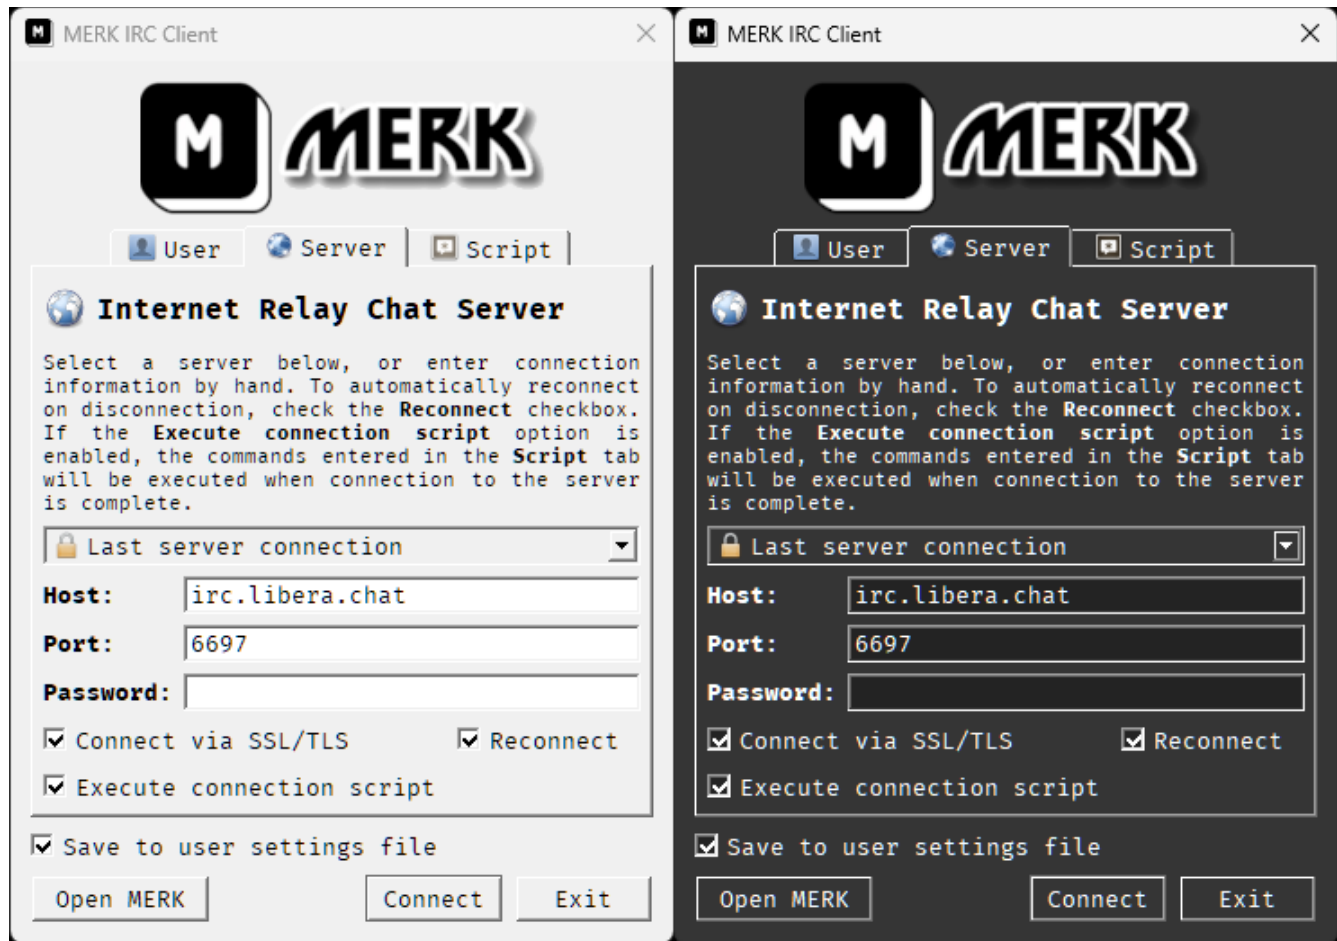 MERK IRC Client
M MERK
User Server Script
Internet Relay Chat Server
Select a server below, or enter connection
information by hand. To automatically reconnect
on disconnection, check the Reconnect checkbox.
If the Execute connection script option is
enabled, the commands entered in the Script tab
will be executed when connection to the server
is complete.
Last server connection
Host: irc.libera.chat
Port: 6697
Password:
Connect via SSL/TLS Reconnect
Execute connection script
Save to user settings file
Open MERK Connect Exit
MERK IRC Client
M MERK
User Server Script
Internet Relay Chat Server
Select a server below, or enter connection
information by hand. To automatically reconnect
on disconnection, check the Reconnect checkbox.
If the Execute connection script option is
enabled, the commands entered in the Script tab
will be executed when connection to the server
is complete.
Last server connection
Host: irc.libera.chat
Port: 6697
Password:
Connect via SSL/TLS Reconnect
Execute connection script
Save to user settings file
Open MERK Connect Exit